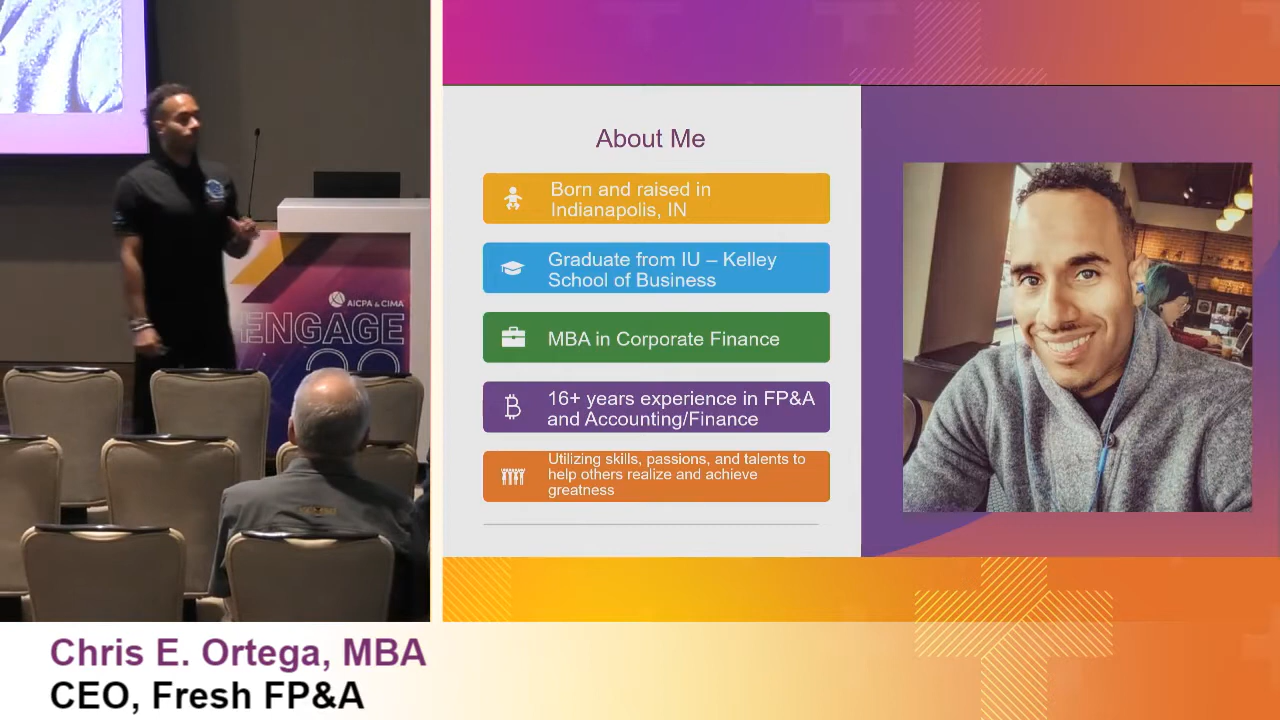 AICPA & CIMA
ENGAGE
About Me
Born and raised in
Indianapolis, IN
Graduate from IU – Kelley
School of Business
MBA in Corporate Finance
16+ years experience in FP&A
and Accounting/Finance
Utilizing skills, passions, and talents to
help others realize and achieve
greatness
Chris E. Ortega, MBA
CEO, Fresh FP&A